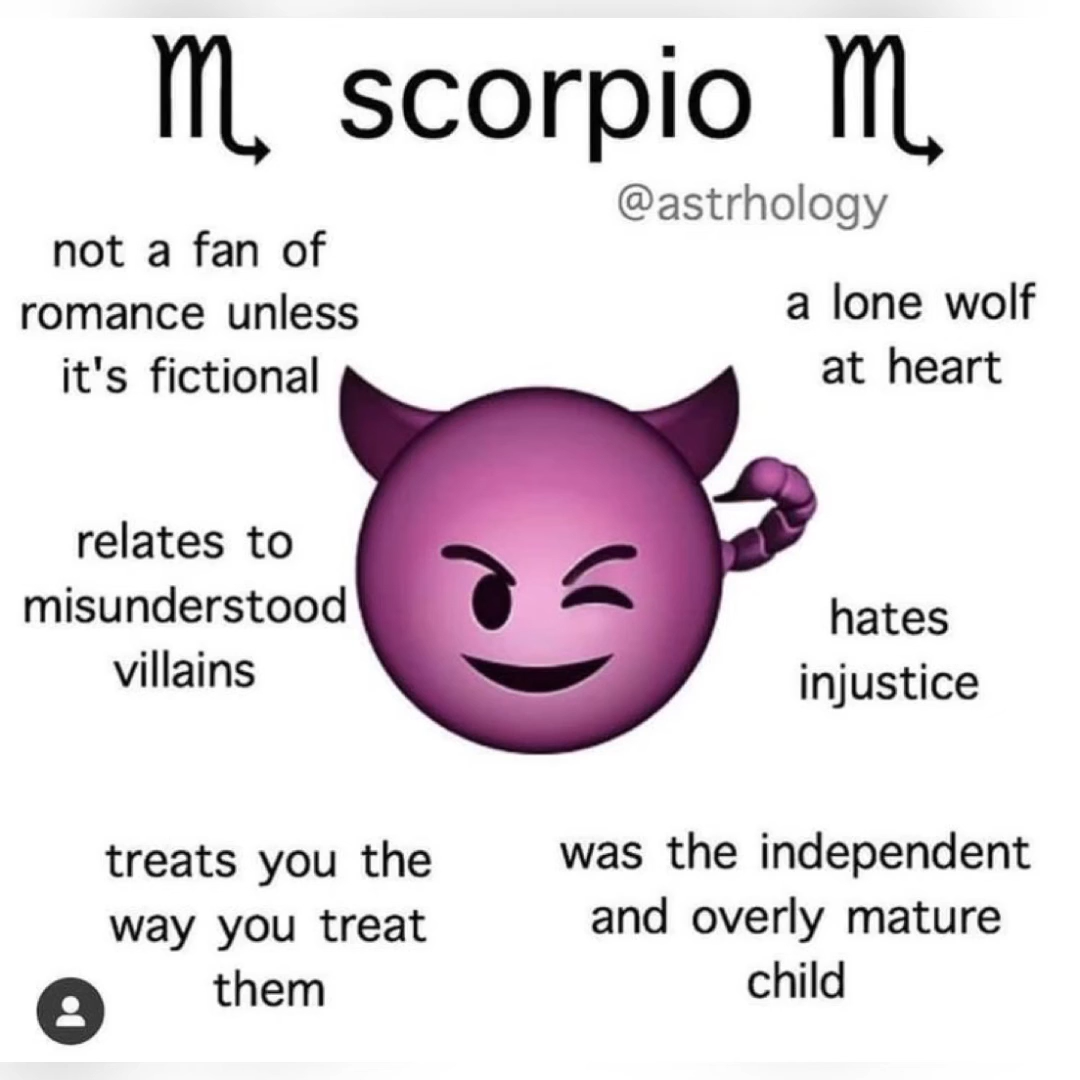 ♏ scorpio ♏
@astrhology
not a fan of
romance unless
it's fictional
a lone wolf
at heart
relates to
misunderstood
villains
hates
injustice
treats you the
way you treat
them
was the independent
and overly mature
child